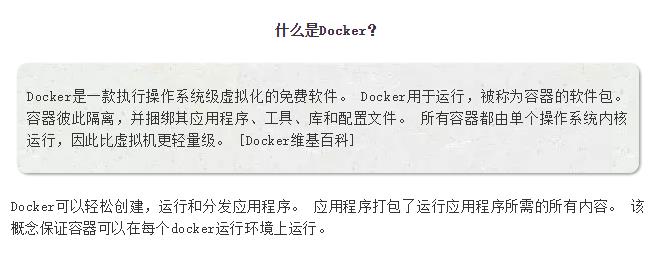 什么是Docker?
Docker是一款执行操作系统级虚拟化的免费软件。 Docker用于运行，被称为容器的软件包。
容器彼此隔离，并捆绑其应用程序、工具、库和配置文件。 所有容器都由单个操作系统内核
运行，因此比虚拟机更轻量级。 [Docker维基百科]
Docker可以轻松创建，运行和分发应用程序。 应用程序打包了运行应用程序所需的所有内容。 该
概念保证容器可以在每个docker运行环境上运行。